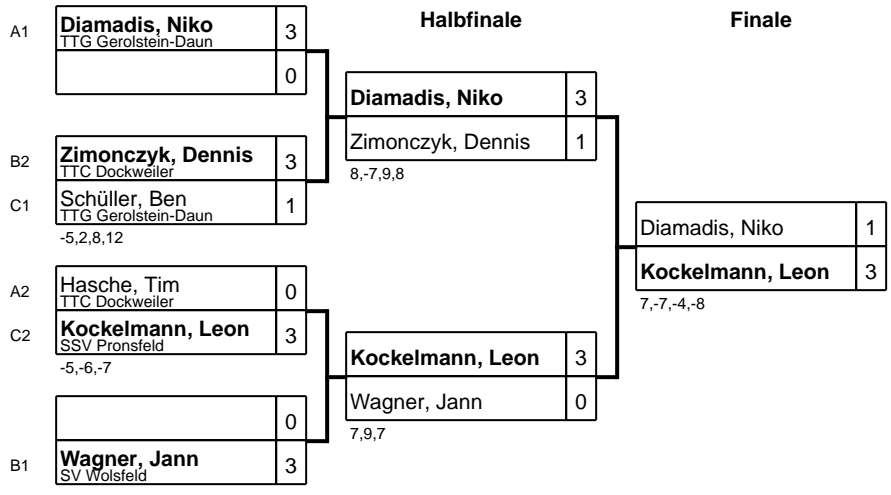 Halbfinale
Finale
A1
Diamadis, Niko 3
TTG Gerolstein-Daun
0
B2
Zimonczyk, Dennis 3
TTC Dockweiler
C1
Schüller, Ben 1
TTG Gerolstein-Daun
-5,2,8,12
A2
Hasche, Tim 0
TTC Dockweiler
C2
Kockelmann, Leon 3
SSV Pronsfeld
-5,-6,-7
0
B1
Wagner, Jann 3
SV Wolsfeld
Diamadis, Niko 3
Zimonczyk, Dennis 1
8,-7,9,8
Kockelmann, Leon 3
Wagner, Jann 0
7,9,7
Diamadis, Niko 1
Kockelmann, Leon 3
7,-7,-4,-8